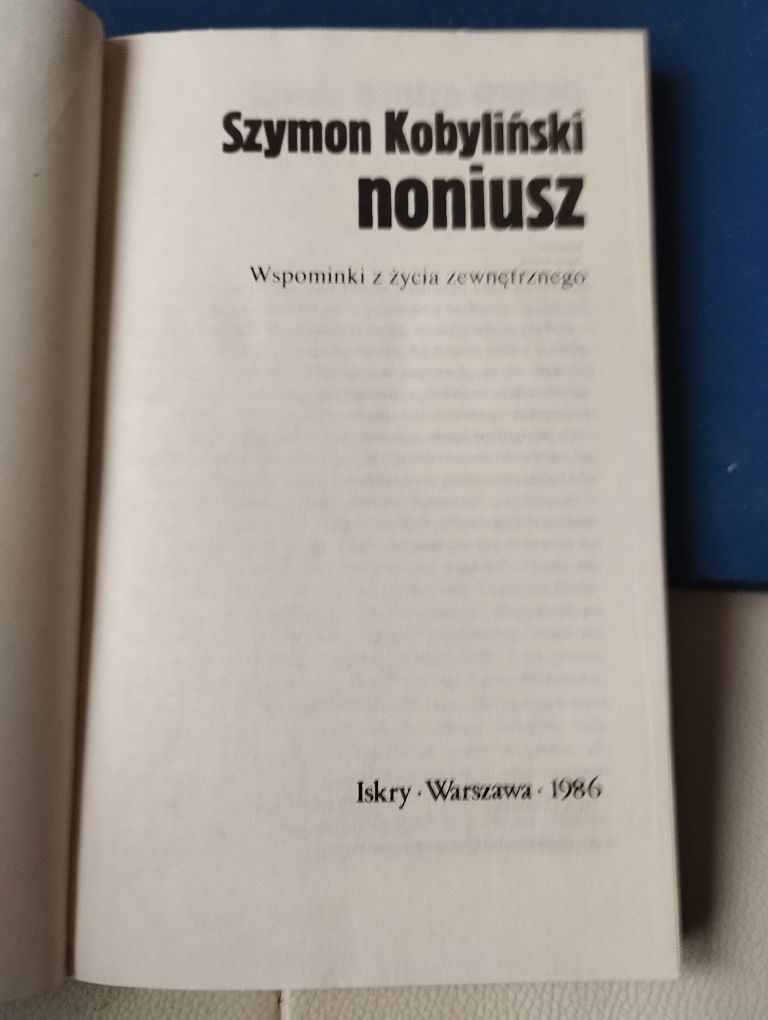 Szymon Kobyliński
noniusz
Wspominki z życia zewnętrznego
Iskry · Warszawa · 1986